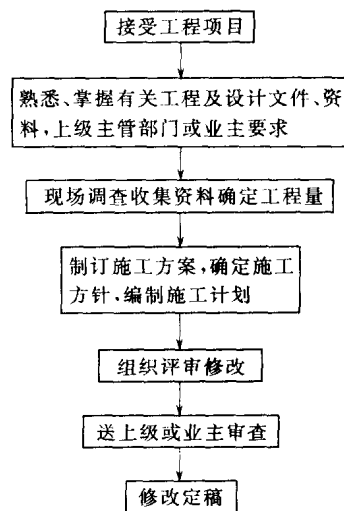 接受工程项目
熟悉、掌握有关工程及设计文件、资
料,上级主管部门或业主要求
现场调查收集资料确定工程量
制订施工方案,确定施工
方针,编制施工计划
组织评审修改
送上级或业主审查
修改定稿